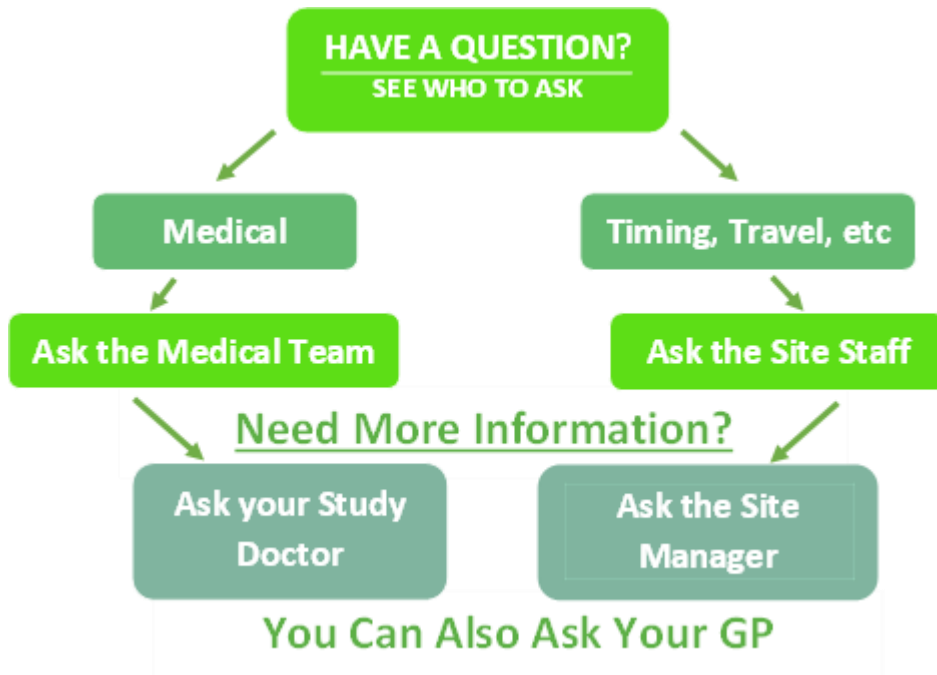 HAVE A QUESTION?
SEE WHO TO ASK
Medical
Timing, Travel, etc
Ask the Medical Team
Ask the Site Staff
Need More Information?
Ask your Study
Doctor
Ask the Site
Manager
You Can Also Ask Your GP